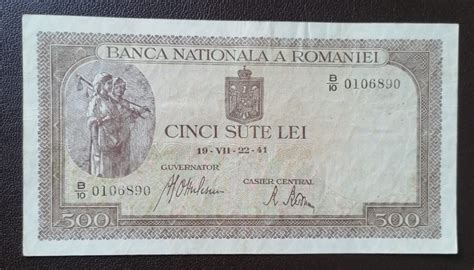 BANCA NATIONALA A ROMANIEI
B/10 0106890
CINCI SUTE LEI
19-VII-22-41
GUVERNATOR
CASIER CENTRAL
B/10 0106890
500
500